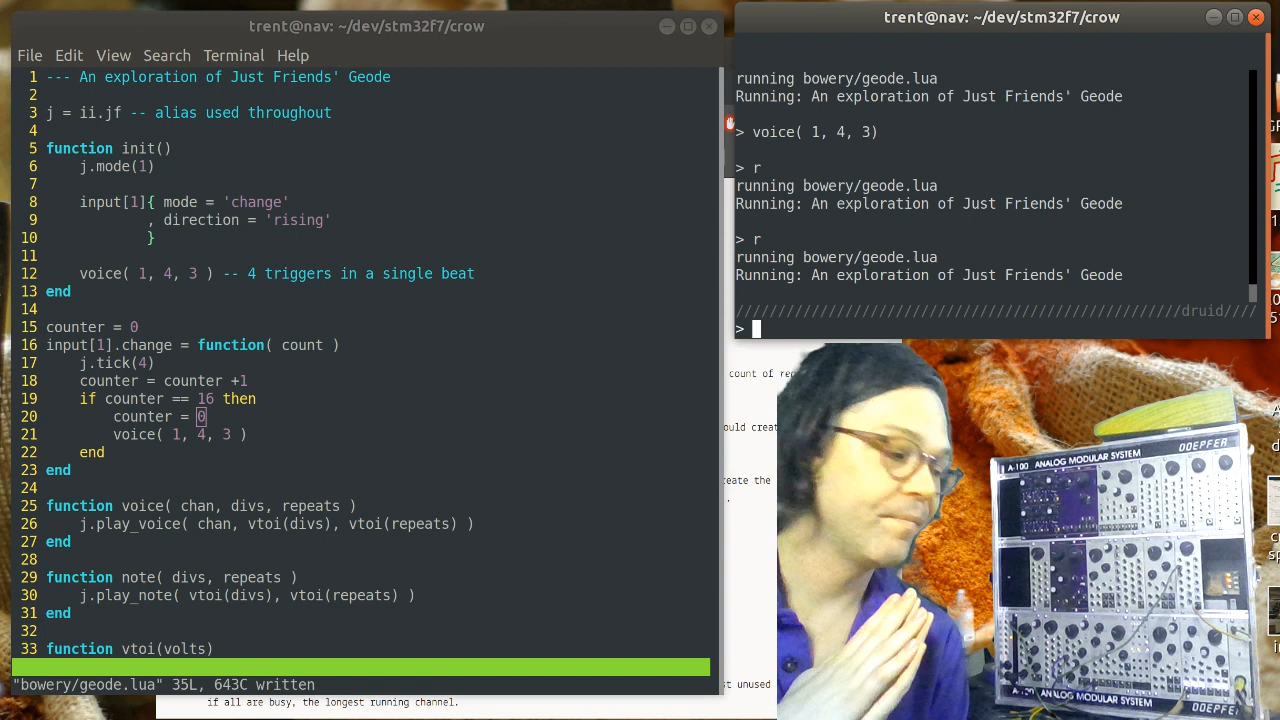 trent@nav: ~/dev/stm32f7/crow
File Edit View Search Terminal Help
1 --- An exploration of Just Friends' Geode
2
3 j = ii.jf -- alias used throughout
4
5 function init()
6 j.mode(1)
7
8 input[1]{ mode = 'change'
9 , direction = 'rising'
10 }
11
12 voice( 1, 4, 3 ) -- 4 triggers in a single beat
13 end
14
15 counter = 0
16 input[1].change = function( count )
17 j.tick(4)
18 counter = counter +1
19 if counter == 16 then
20 counter = 0
21 voice( 1, 4, 3 )
22 end
23 end
24
25 function voice( chan, divs, repeats )
26 j.play_voice( chan, vtoi(divs), vtoi(repeats) )
27 end
28
29 function note( divs, repeats )
30 j.play_note( vtoi(divs), vtoi(repeats) )
31 end
32
33 function vtoi(volts)
"bowery/geode.lua" 35L, 643C written
trent@nav: ~/dev/stm32f7/crow
running bowery/geode.lua
Running: An exploration of Just Friends' Geode
> voice( 1, 4, 3)
> r
running bowery/geode.lua
Running: An exploration of Just Friends' Geode
> r
running bowery/geode.lua
Running: An exploration of Just Friends' Geode
/////////////////////////////////////////////////////druid////
>
count of
unused
if all are busy, the longest running
A-100 ANALOG MODULAR SYSTEM DOEPFER
A-100 ANALOG MODULAR SYSTEM DOEPFER